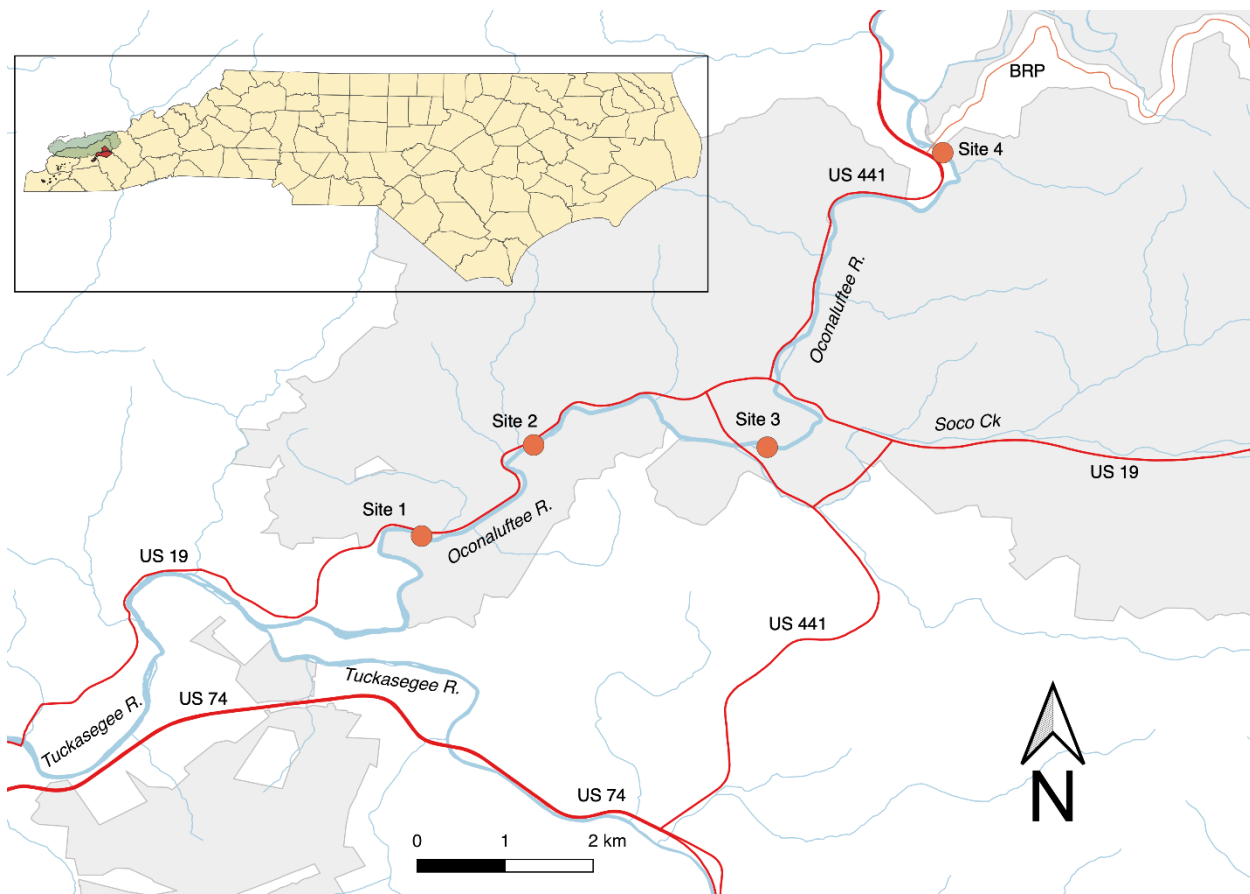 BRP
Site 4
US 441
Oconaluftee R.
Site 3
Site 2
Soco Ck
US 19
Site 1
Oconaluftee R.
US 19
US 441
Tuckasegee R.
US 74
Tuckasegee R.
US 74
N
0 1 2 km